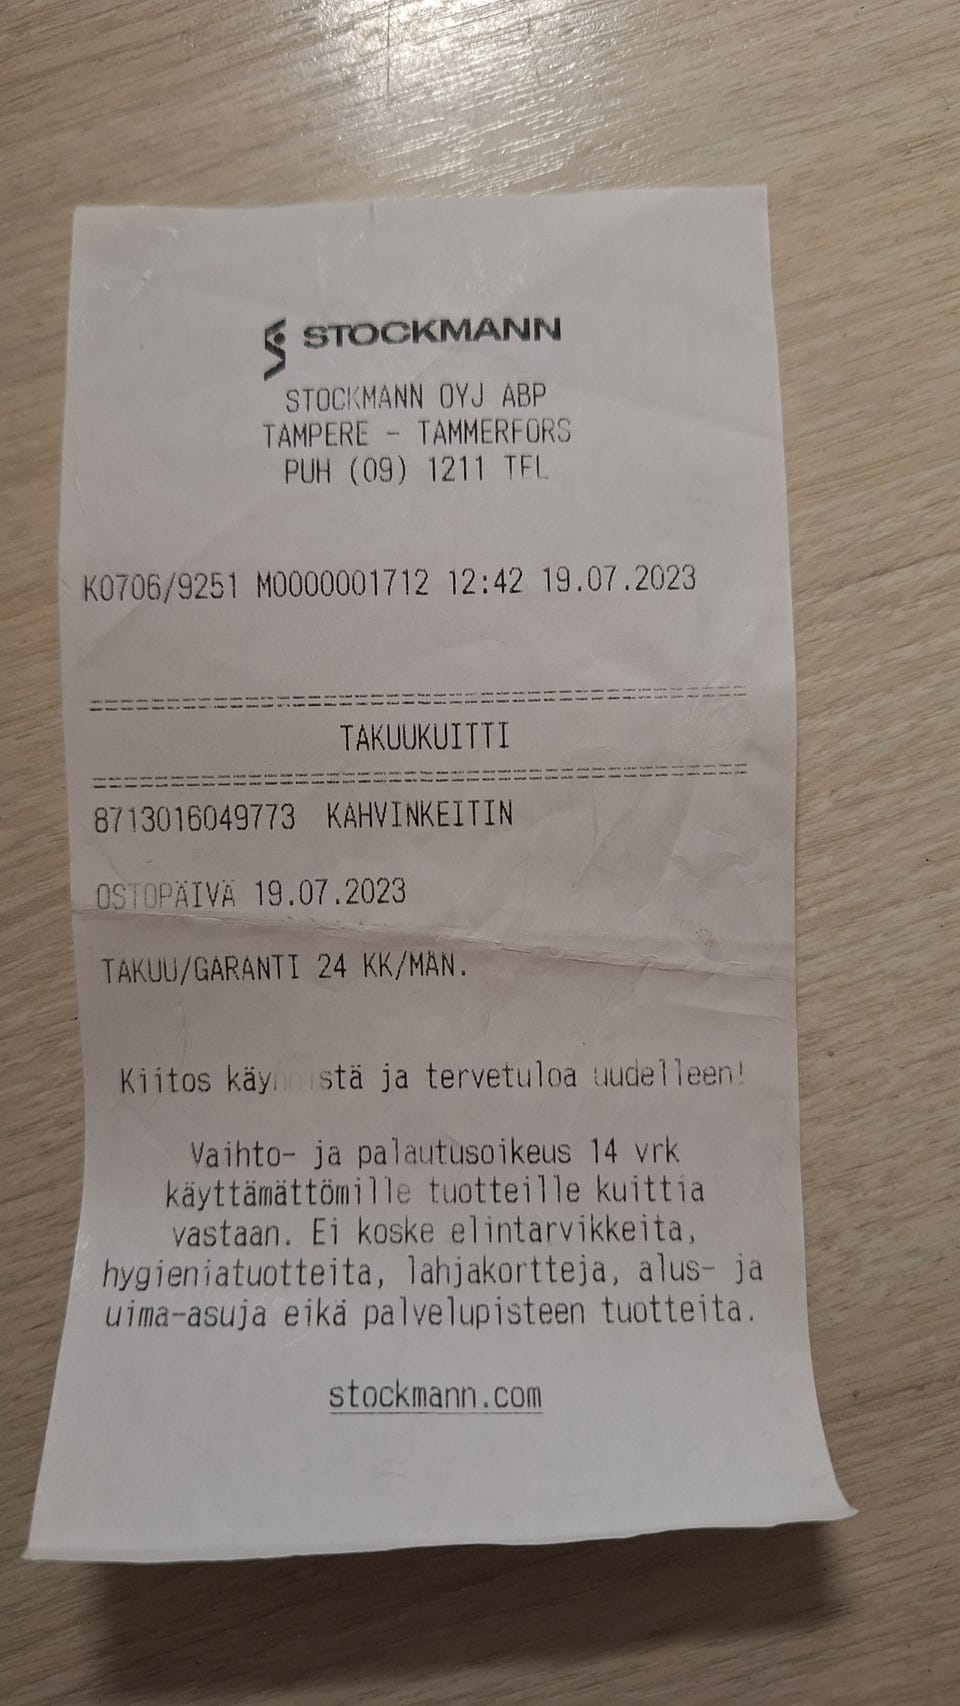 STOCKMANN
STOCKMANN OYJ ABP
TAMPERE - TAMMERFORS
PUH (09) 1211 TEL
K0706/9251 M0000001712 12:42 19.07.2023
TAKUUKUITTI
8713016049773 KAHVINKEITIN
OSTOPÄIVÄ 19.07.2023
TAKUU/GARANTI 24 KK/MÅN.
Kiitos käynnistä ja tervetuloa uudelleen!
Vaihto- ja palautusoikeus 14 vrk
käyttämättömille tuotteille kuittia
vastaan. Ei koske elintarvikkeita,
hygieniatuotteita, lahjakortteja, alus- ja
uima-asuja eikä palvelupisteen tuotteita.
stockmann.com